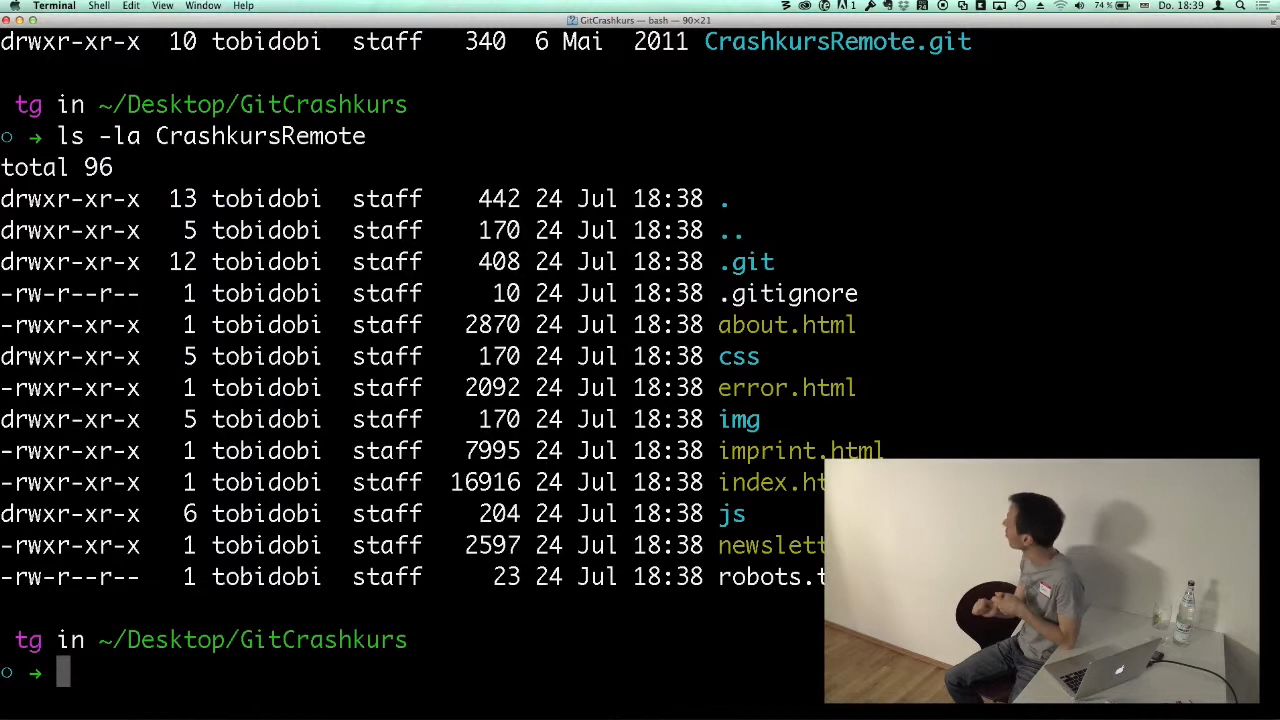 Terminal Shell Edit View Window Help 1 74 % Do. 18:39
GitCrashkurs — bash — 90×21
drwxr-xr-x 10 tobidobi staff 340 6 Mai 2011 CrashkursRemote.git
tg in ~/Desktop/GitCrashkurs
○ → ls -la CrashkursRemote
total 96
drwxr-xr-x 13 tobidobi staff 442 24 Jul 18:38 .
drwxr-xr-x 5 tobidobi staff 170 24 Jul 18:38 ..
drwxr-xr-x 12 tobidobi staff 408 24 Jul 18:38 .git
-rw-r--r-- 1 tobidobi staff 10 24 Jul 18:38 .gitignore
-rwxr-xr-x 1 tobidobi staff 2870 24 Jul 18:38 about.html
drwxr-xr-x 5 tobidobi staff 170 24 Jul 18:38 css
-rwxr-xr-x 1 tobidobi staff 2092 24 Jul 18:38 error.html
drwxr-xr-x 5 tobidobi staff 170 24 Jul 18:38 img
-rwxr-xr-x 1 tobidobi staff 7995 24 Jul 18:38 imprint.html
-rwxr-xr-x 1 tobidobi staff 16916 24 Jul 18:38 index.ht
drwxr-xr-x 6 tobidobi staff 204 24 Jul 18:38 js
-rwxr-xr-x 1 tobidobi staff 2597 24 Jul 18:38 newslett
-rw-r--r-- 1 tobidobi staff 23 24 Jul 18:38 robots.t
tg in ~/Desktop/GitCrashkurs
○ →